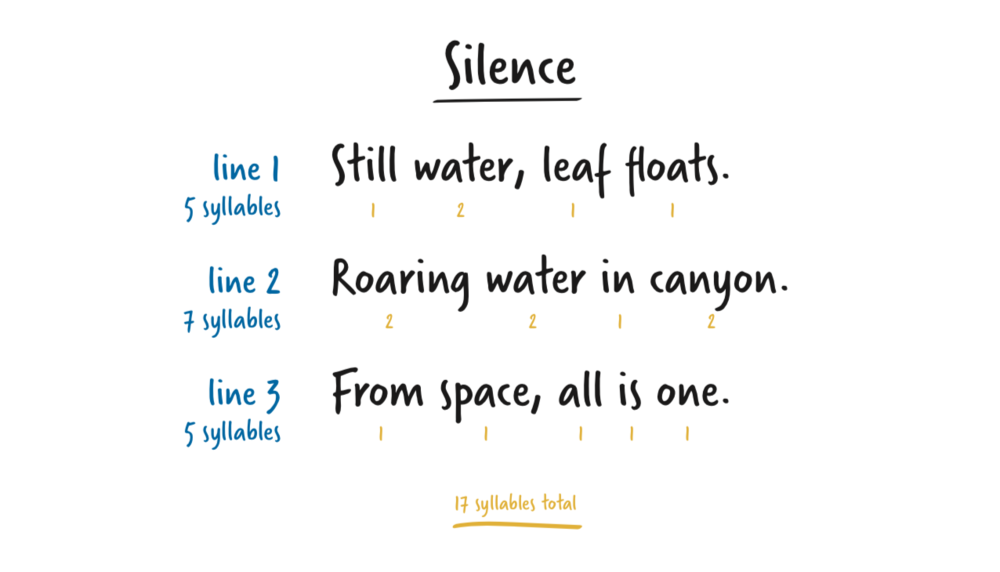 Silence
line 1 Still water, leaf floats.
5 syllables 1 2 1 1
line 2 Roaring water in canyon.
7 syllables 2 2 1 2
line 3 From space, all is one.
5 syllables 1 1 1 1 1
17 syllables total